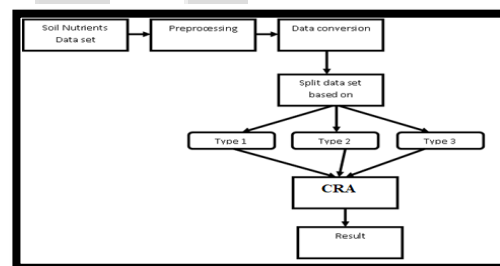 Soil Nutrients
Data set
Preprocessing
Data conversion
Split data set
based on
Type 1
Type 2
Type 3
CRA
Result